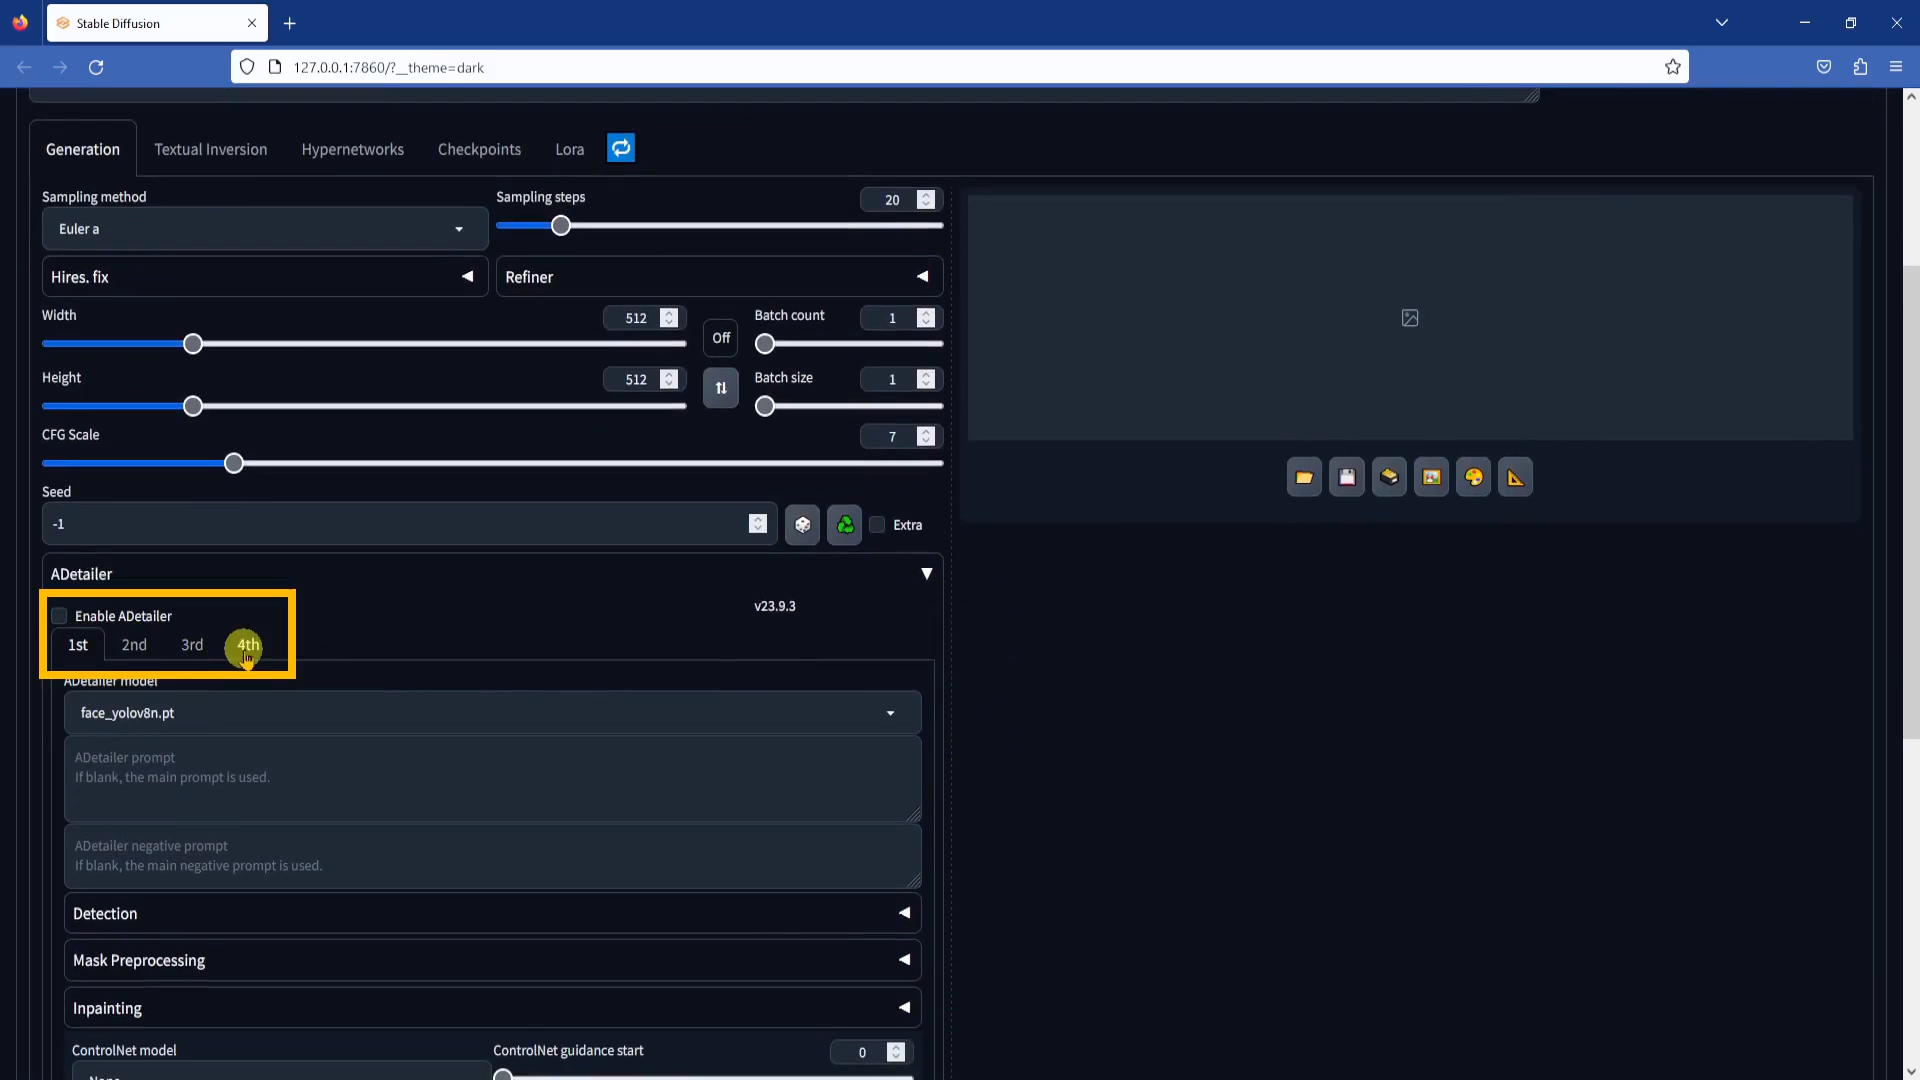 Stable Diffusion
127.0.0.1:7860/?__theme=dark
Generation Textual Inversion Hypernetworks Checkpoints Lora
Sampling method
Euler a
Sampling steps
20
Hires. fix
Refiner
Width
512
Off
Batch count
1
Height
512
Batch size
1
CFG Scale
7
Seed
-1
Extra
ADetailer
Enable ADetailer
v23.9.3
1st 2nd 3rd 4th
ADetailer model
face_yolov8n.pt
ADetailer prompt
If blank, the main prompt is used.
ADetailer negative prompt
If blank, the main negative prompt is used.
Detection
Mask Preprocessing
Inpainting
ControlNet model
None
ControlNet guidance start
0